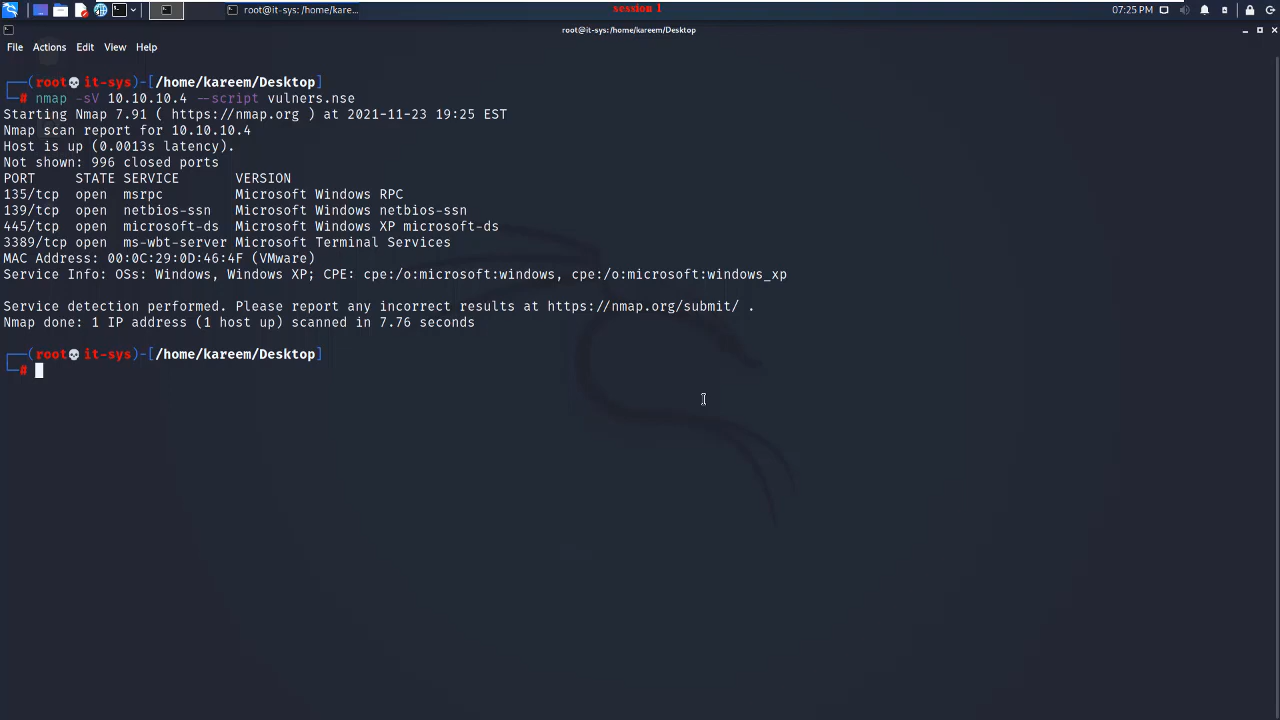 root@it-sys: /home/kare...
session 1
07:25 PM
root@it-sys:/home/kareem/Desktop
File Actions Edit View Help
┌──(root💀it-sys)-[/home/kareem/Desktop]
└─# nmap -sV 10.10.10.4 --script vulners.nse
Starting Nmap 7.91 ( https://nmap.org ) at 2021-11-23 19:25 EST
Nmap scan report for 10.10.10.4
Host is up (0.0013s latency).
Not shown: 996 closed ports
PORT     STATE SERVICE       VERSION
135/tcp  open  msrpc         Microsoft Windows RPC
139/tcp  open  netbios-ssn   Microsoft Windows netbios-ssn
445/tcp  open  microsoft-ds  Microsoft Windows XP microsoft-ds
3389/tcp open  ms-wbt-server Microsoft Terminal Services
MAC Address: 00:0C:29:0D:46:4F (VMware)
Service Info: OSs: Windows, Windows XP; CPE: cpe:/o:microsoft:windows, cpe:/o:microsoft:windows_xp
Service detection performed. Please report any incorrect results at https://nmap.org/submit/ .
Nmap done: 1 IP address (1 host up) scanned in 7.76 seconds
┌──(root💀it-sys)-[/home/kareem/Desktop]
└─#